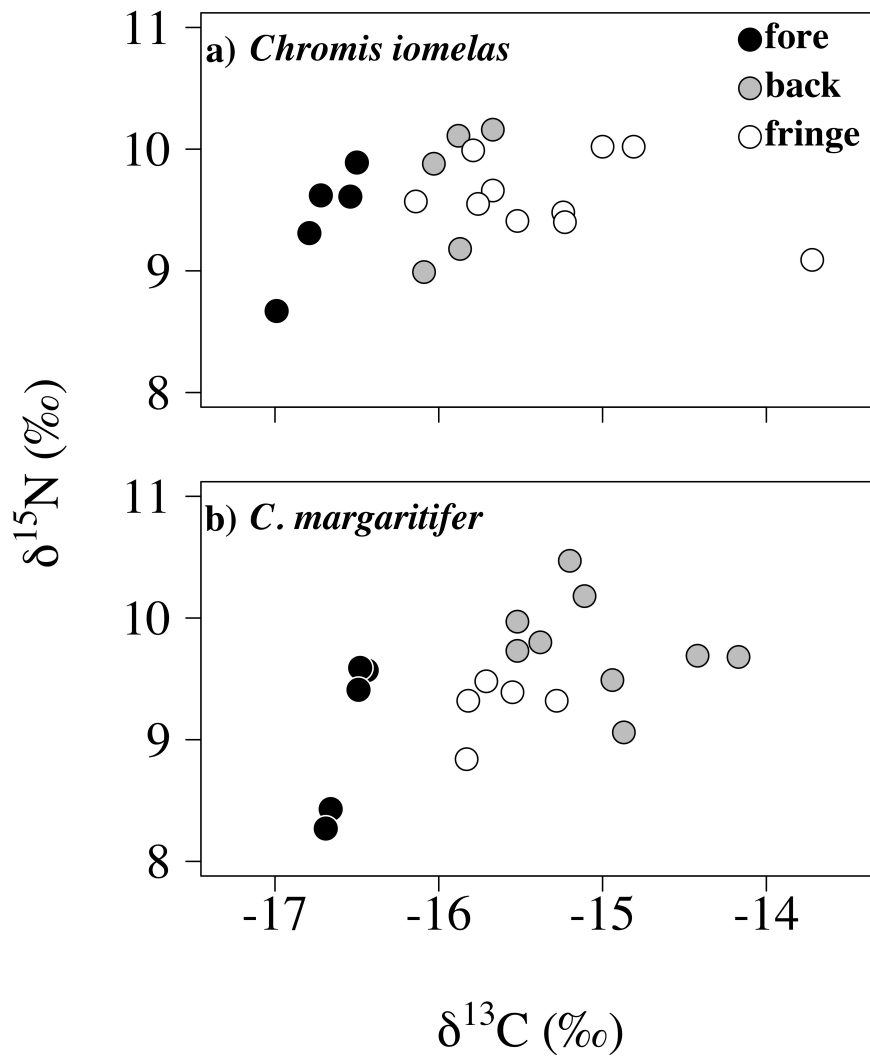 a) Chromis iomelas
fore
back
fringe
11
10
9
8
b) C. margaritifer
11
10
9
8
-17 -16 -15 -14
δ15N (‰)
δ13C (‰)